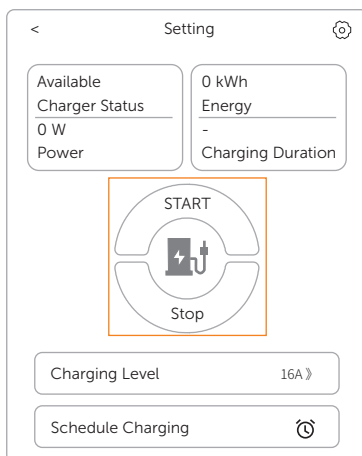 < Setting
Available
Charger Status
0 W
Power
0 kWh
Energy
-
Charging Duration
START
Stop
Charging Level 16A》
Schedule Charging